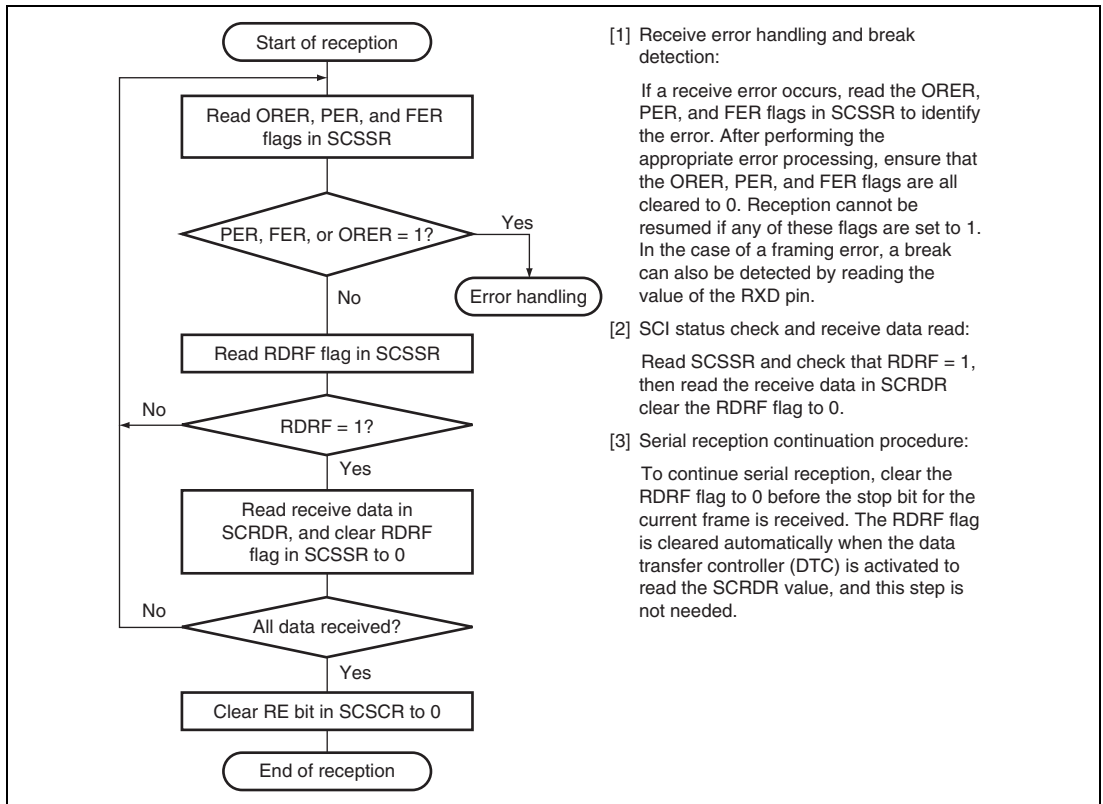 Start of reception
Read ORER, PER, and FER
flags in SCSSR
PER, FER, or ORER = 1?
Yes
Error handling
No
Read RDRF flag in SCSSR
No
RDRF = 1?
Yes
Read receive data in
SCRDR, and clear RDRF
flag in SCSSR to 0
No
All data received?
Yes
Clear RE bit in SCSCR to 0
End of reception
[1] Receive error handling and break
detection:
If a receive error occurs, read the ORER,
PER, and FER flags in SCSSR to identify
the error. After performing the
appropriate error processing, ensure that
the ORER, PER, and FER flags are all
cleared to 0. Reception cannot be
resumed if any of these flags are set to 1.
In the case of a framing error, a break
can also be detected by reading the
value of the RXD pin.
[2] SCI status check and receive data read:
Read SCSSR and check that RDRF = 1,
then read the receive data in SCRDR
clear the RDRF flag to 0.
[3] Serial reception continuation procedure:
To continue serial reception, clear the
RDRF flag to 0 before the stop bit for the
current frame is received. The RDRF flag
is cleared automatically when the data
transfer controller (DTC) is activated to
read the SCRDR value, and this step is
not needed.